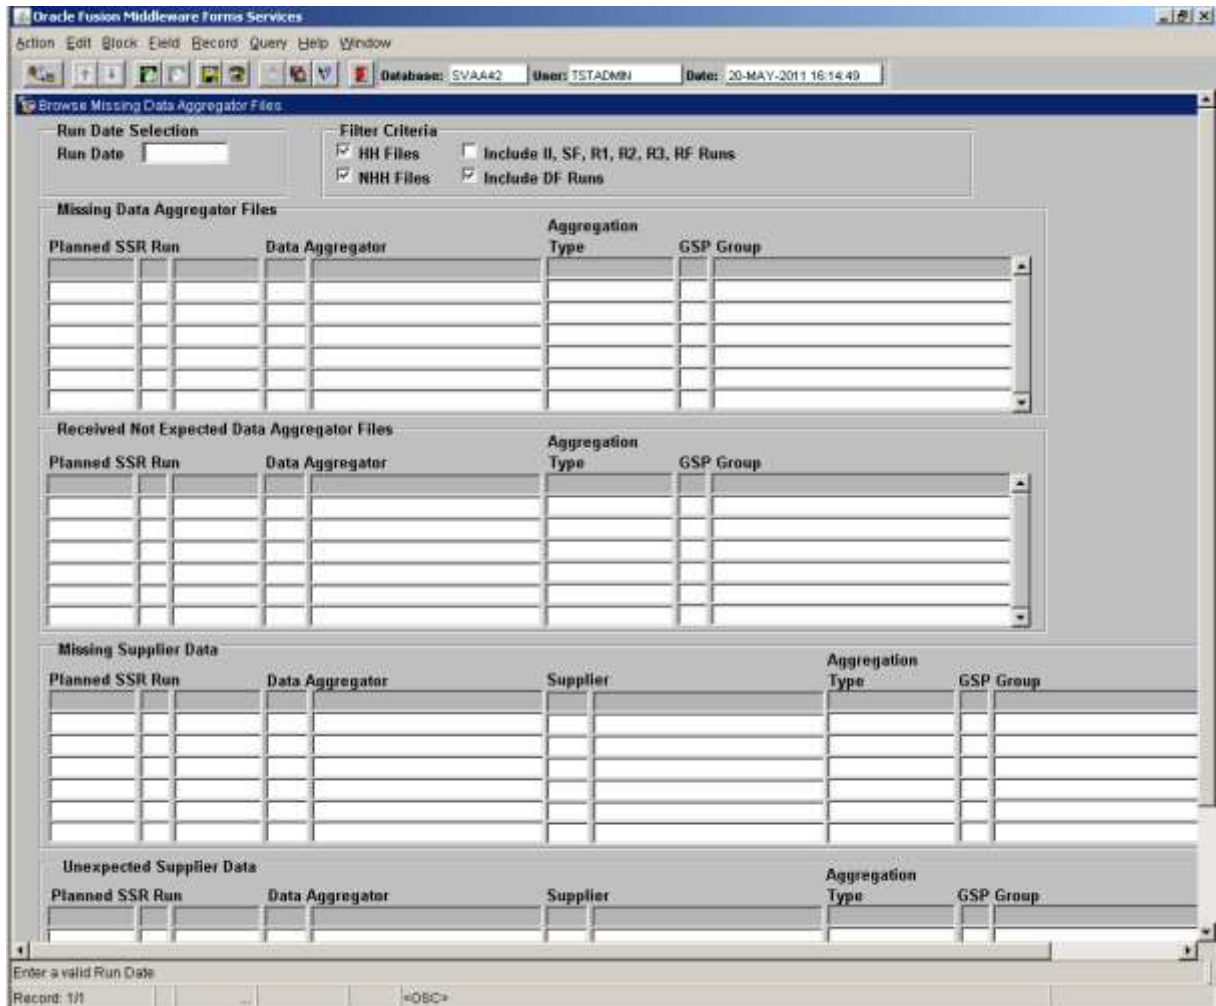 Oracle Fusion Middleware Forms Services
Action Edit Block Field Record Query Help Window
Database: SVAA42 User: TSTADMIN Date: 20-MAY-2011 16:14:49
Browse Missing Data Aggregator Files
Run Date Selection
Run Date
Filter Criteria
HH Files Include II, SF, R1, R2, R3, RF Runs
NHH Files Include DF Runs
Missing Data Aggregator Files
Planned SSR Run Data Aggregator Aggregation Type GSP Group
Received Not Expected Data Aggregator Files
Planned SSR Run Data Aggregator Aggregation Type GSP Group
Missing Supplier Data
Planned SSR Run Data Aggregator Supplier Aggregation Type GSP Group
Unexpected Supplier Data
Planned SSR Run Data Aggregator Supplier Aggregation Type GSP Group
Enter a valid Run Date
Record: 1/1 ... <OSC>